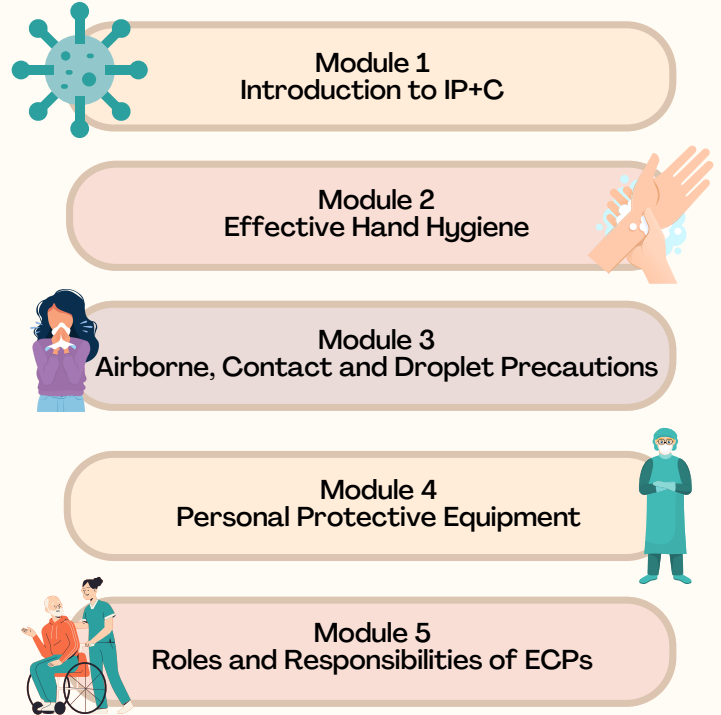 Module 1
Introduction to IP+C
Module 2
Effective Hand Hygiene
Module 3
Airborne, Contact and Droplet Precautions
Module 4
Personal Protective Equipment
Module 5
Roles and Responsibilities of ECPs